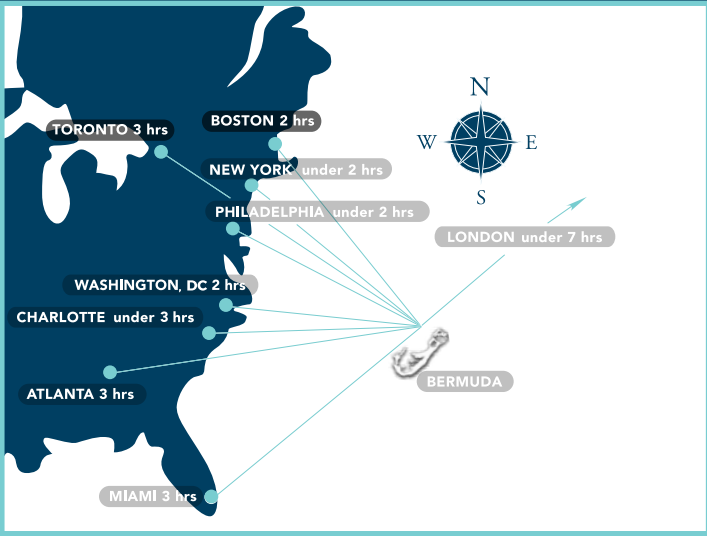 N
W
E
S
BOSTON 2 hrs
TORONTO 3 hrs
NEW YORK under 2 hrs
PHILADELPHIA under 2 hrs
LONDON under 7 hrs
WASHINGTON, DC 2 hrs
CHARLOTTE under 3 hrs
BERMUDA
ATLANTA 3 hrs
MIAMI 3 hrs